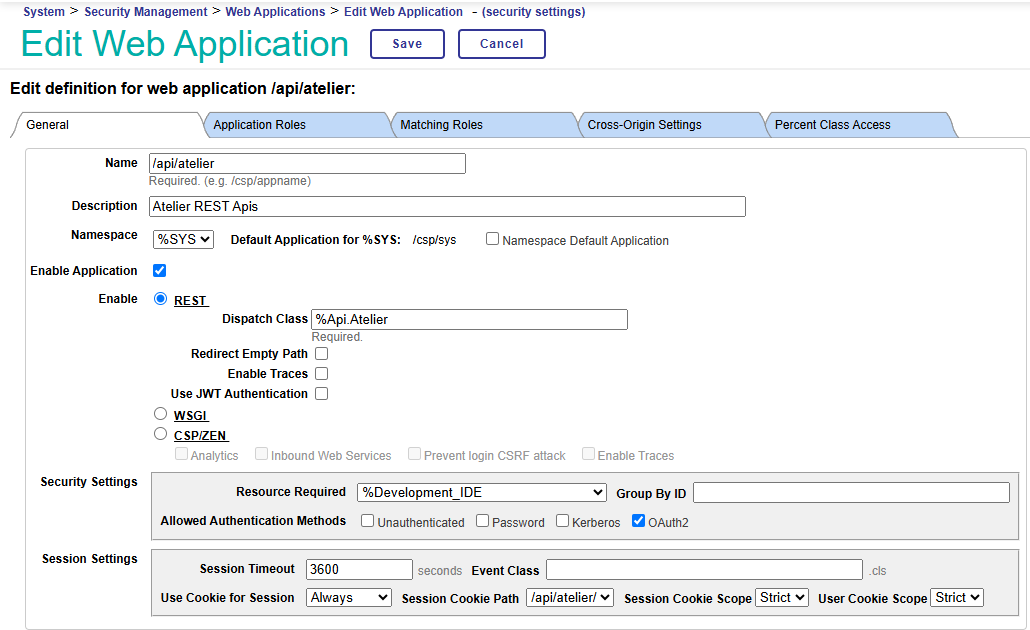 System > Security Management > Web Applications > Edit Web Application - (security settings)
Edit Web Application Save Cancel
Edit definition for web application /api/atelier:
General Application Roles Matching Roles Cross-Origin Settings Percent Class Access
Name /api/atelier
Required. (e.g. /csp/appname)
Description Atelier REST Apis
Namespace %SYS Default Application for %SYS: /csp/sys Namespace Default Application
Enable Application
Enable REST
Dispatch Class %Api.Atelier
Required.
Redirect Empty Path
Enable Traces
Use JWT Authentication
WSGI
CSP/ZEN
Analytics Inbound Web Services Prevent login CSRF attack Enable Traces
Security Settings
Resource Required %Development_IDE Group By ID
Allowed Authentication Methods Unauthenticated Password Kerberos OAuth2
Session Settings
Session Timeout 3600 seconds Event Class .cls
Use Cookie for Session Always Session Cookie Path /api/atelier/ Session Cookie Scope Strict User Cookie Scope Strict